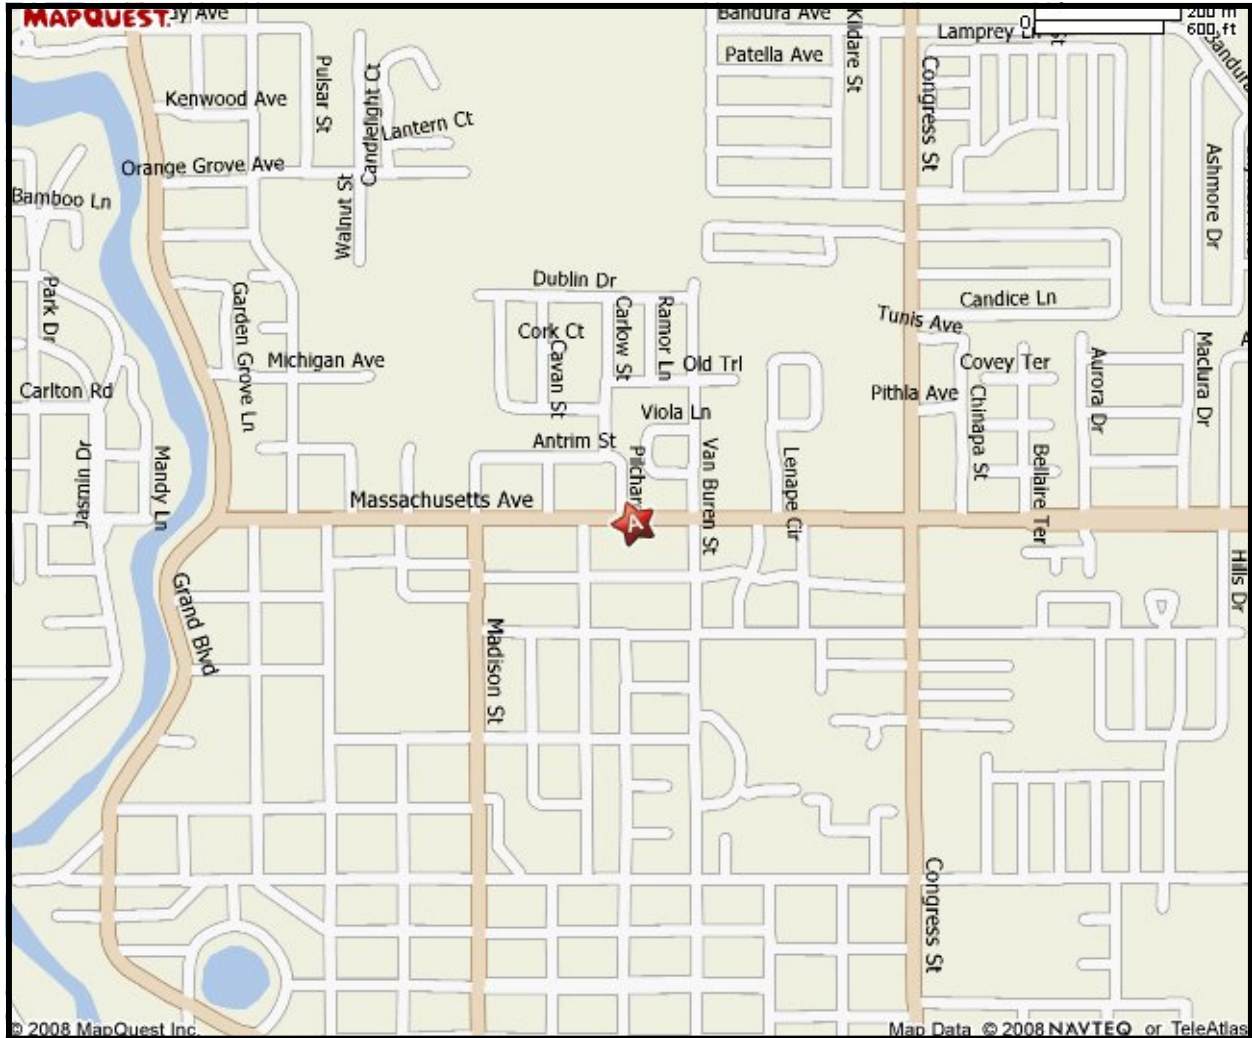 MAPQUEST.
ay Ave
Bandura Ave
Kildare St
0
200 m
600 ft
Lamprey Ln
St
Bandura
Patella Ave
Congress St
Pulsar St
Candlelight Ct
Kenwood Ave
Lantern Ct
Orange Grove Ave
Ashmore Dr
Walnut St
Bamboo Ln
Park Dr
Garden Grove Ln
Dublin Dr
Carlow St
Ramor Ln
Candice Ln
Tunis Ave
Cork Ct
Cavan St
Michigan Ave
Old Trl
Covey Ter
Aurora Dr
Maclura Dr
A
Carlton Rd
Pithla Ave
Chinapa St
Viola Ln
Antrim St
Pilchar
Van Buren St
Lenape Cir
Bellaire Ter
Jasmin Dr
Mandy Ln
Massachusetts Ave
A
Hills Dr
Grand Blvd
Madison St
Congress St
© 2008 MapQuest Inc.
Map Data © 2008 NAVTEQ or TeleAtlas